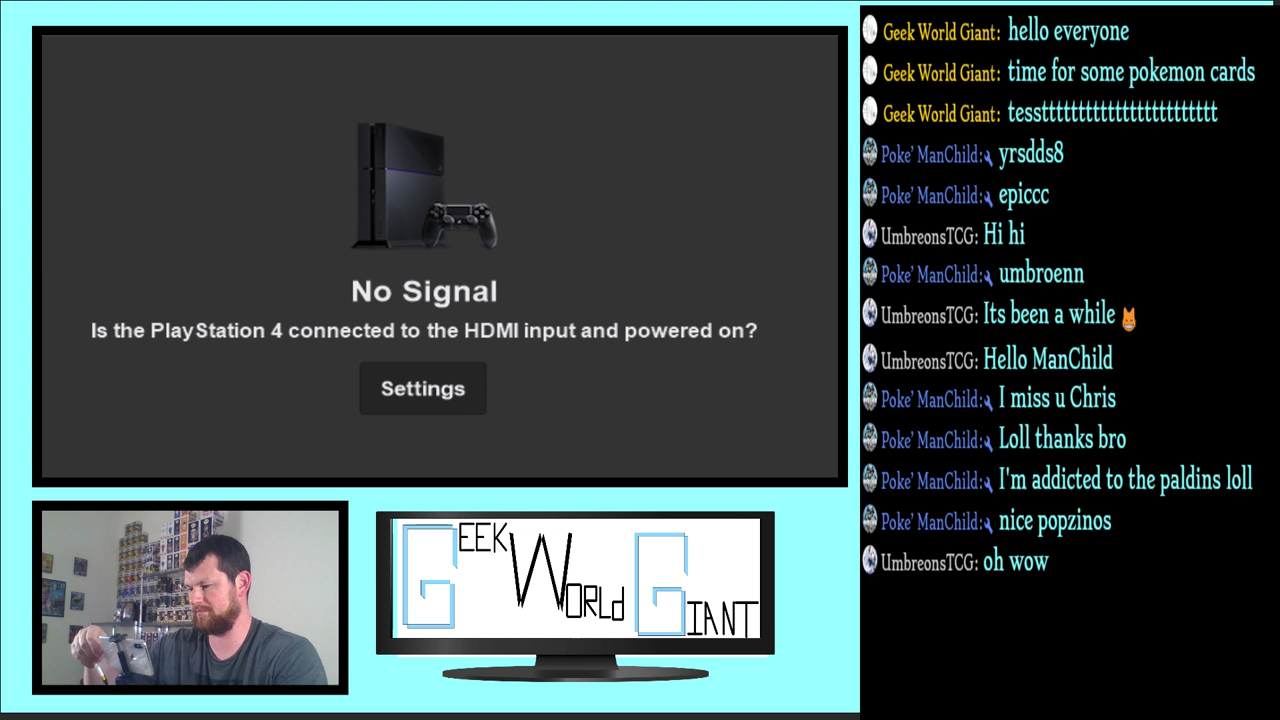 No Signal
Is the PlayStation 4 connected to the HDMI input and powered on?
Settings
GEEK WORLd GIANT
Geek World Giant: hello everyone
Geek World Giant: time for some pokemon cards
Geek World Giant: tessttttttttttttttttttttttttt
Poke' ManChild: yrsdds8
Poke' ManChild: epiccc
UmbreonsTCG: Hi hi
Poke' ManChild: umbroenn
UmbreonsTCG: Its been a while
UmbreonsTCG: Hello ManChild
Poke' ManChild: I miss u Chris
Poke' ManChild: Loll thanks bro
Poke' ManChild: I'm addicted to the paldins loll
Poke' ManChild: nice popzinos
UmbreonsTCG: oh wow